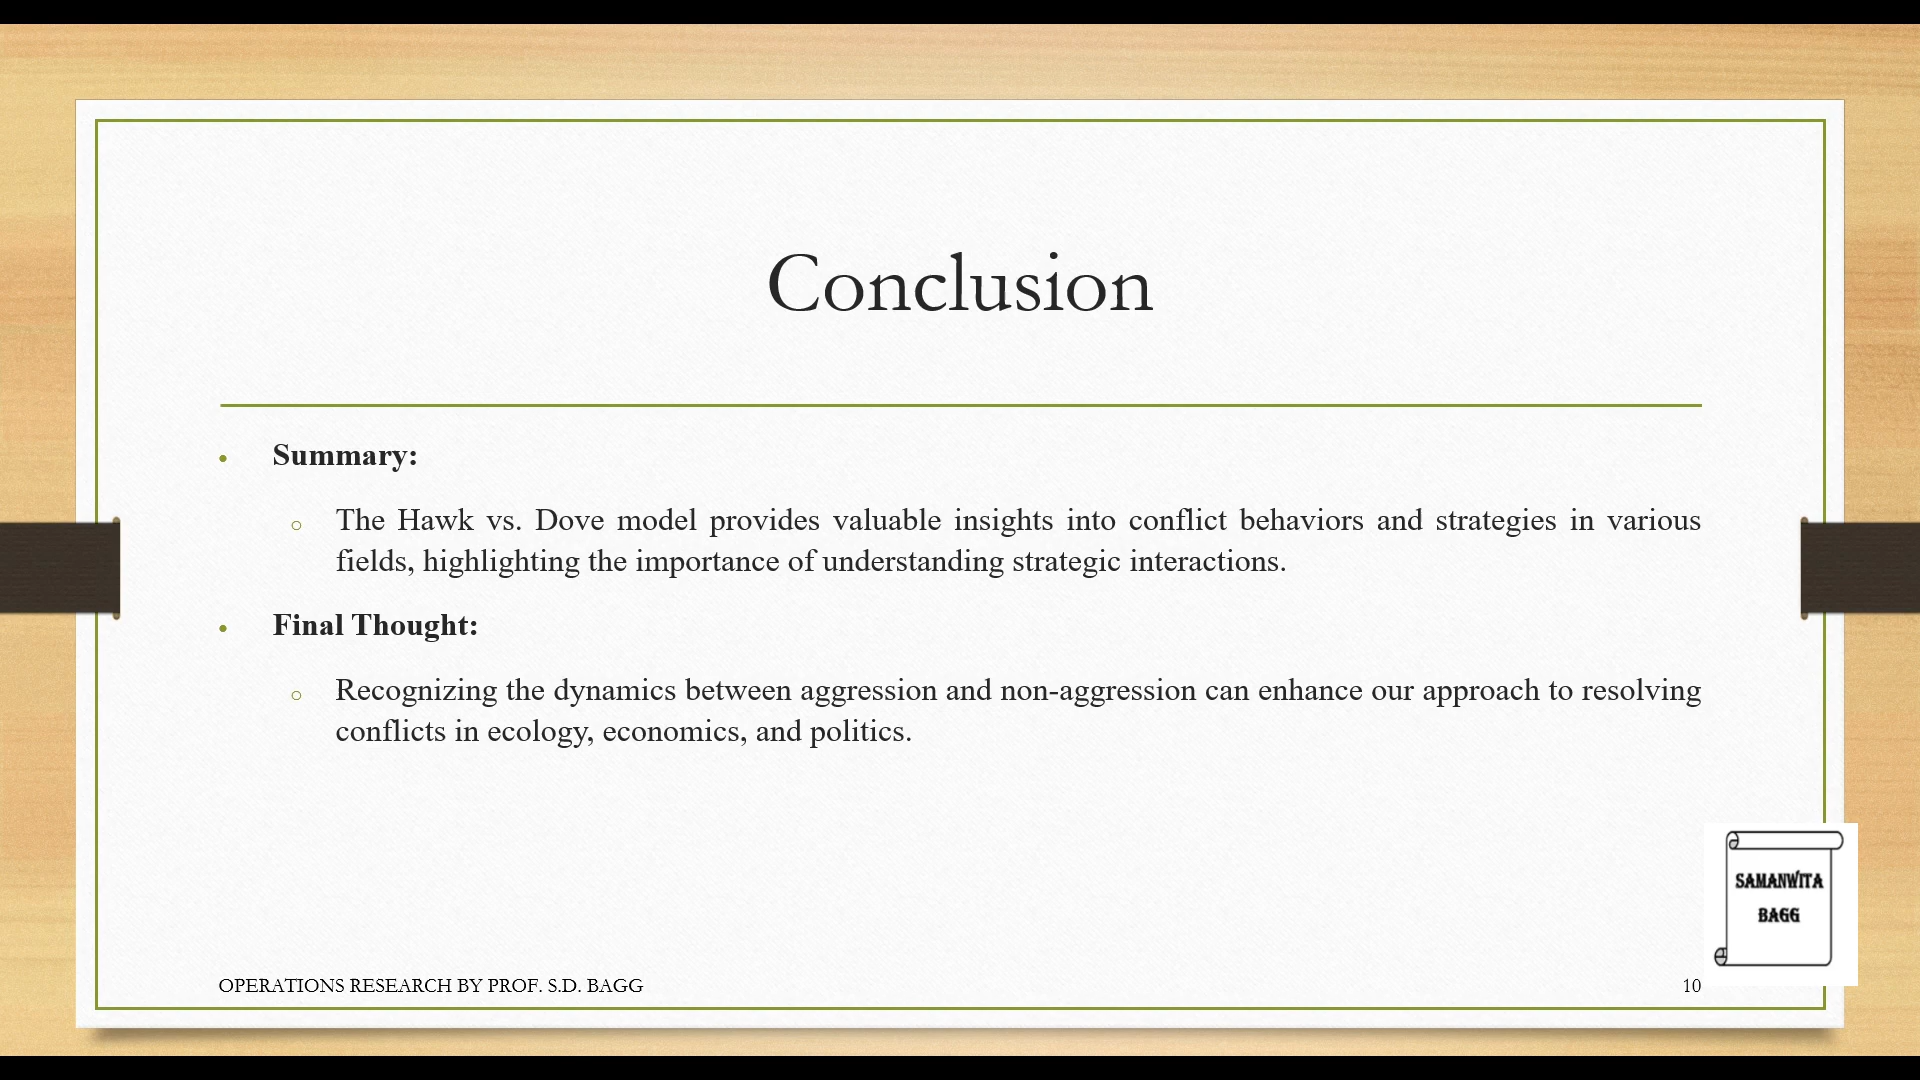 Conclusion
• Summary:
○ The Hawk vs. Dove model provides valuable insights into conflict behaviors and strategies in various
fields, highlighting the importance of understanding strategic interactions.
• Final Thought:
○ Recognizing the dynamics between aggression and non-aggression can enhance our approach to resolving
conflicts in ecology, economics, and politics.
SAMANWITA
BAGG
OPERATIONS RESEARCH BY PROF. S.D. BAGG
10